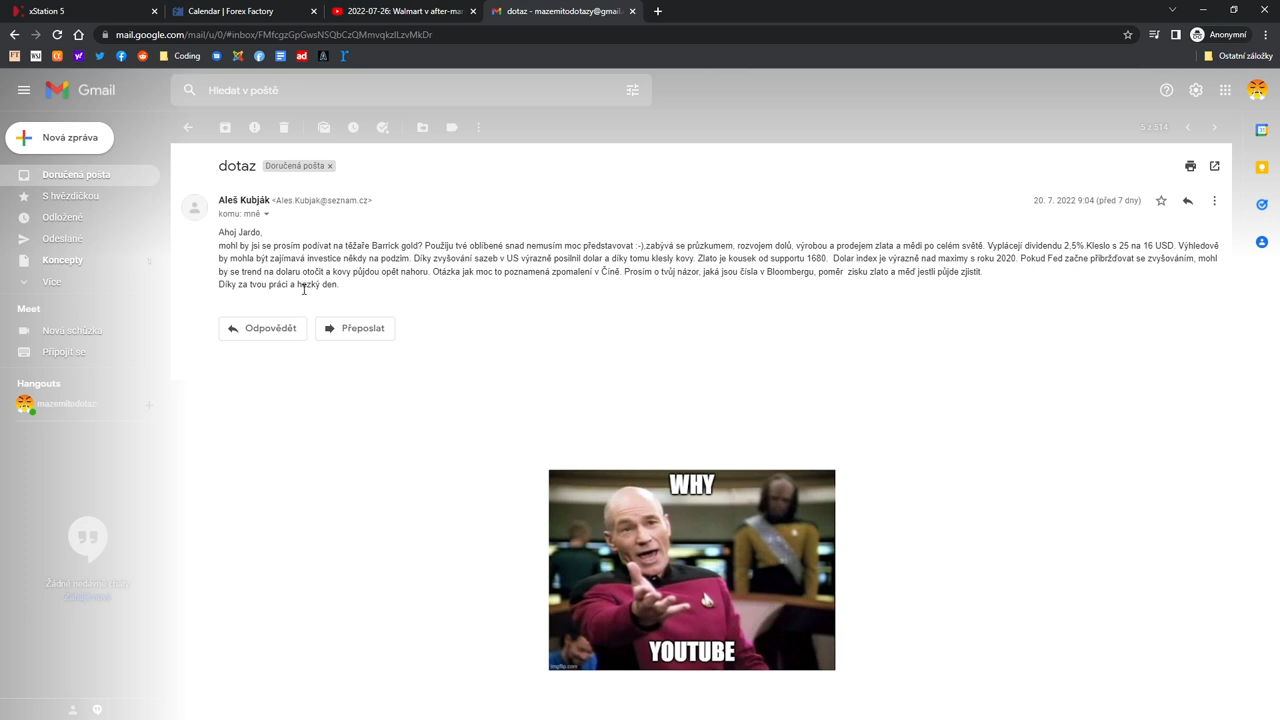 xStation 5
Calendar | Forex Factory
2022-07-26: Walmart v after-mar
dotaz - mazemitodotazy@gmail.
mail.google.com/mail/u/0/#inbox/FMfcgzGpGwsNSQbCzQMmvqkzlLzvMkDr
Anonymní
Coding
Ostatní záložky
Gmail
Hledat v poště
Nová zpráva
5 z 514
Doručená pošta
S hvězdičkou
Odložené
Odeslané
Koncepty
Více
Meet
Nová schůzka
Připojit se
Hangouts
mazemitodotaz
Žádné nedávné chaty
dotaz
Doručená pošta
Aleš Kubják <Ales.Kubjak@seznam.cz>
20. 7. 2022 9:04 (před 7 dny)
komu: mně
Ahoj Jardo,
mohl by jsi se prosím podívat na těžaře Barrick gold? Použiju tvé oblíbené snad nemusím moc představovat :-),zabývá se průzkumem, rozvojem dolů, výrobou a prodejem zlata a mědi po celém světě. Vyplácejí dividendu 2,5%.Kleslo s 25 na 16 USD. Výhledově
by mohla být zajímavá investice někdy na podzim. Díky zvyšování sazeb v US výrazně posilnil dolar a díky tomu klesly kovy. Zlato je kousek od supportu 1680. Dolar index je výrazně nad maximy s roku 2020. Pokud Fed začne přibržďovat se zvyšováním, mohl
by se trend na dolaru otočit a kovy půjdou opět nahoru. Otázka jak moc to poznamená zpomalení v Číně. Prosím o tvůj názor, jaká jsou čísla v Bloombergu, poměr zisku zlato a měď jestli půjde zjistit.
Díky za tvou práci a hezký den.
Odpovědět
Přeposlat
WHY
YOUTUBE
imgflip.com